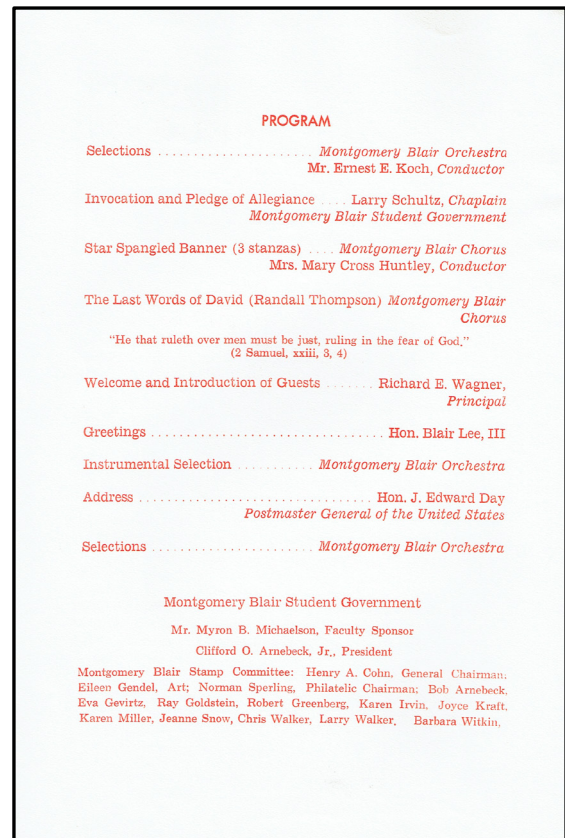 PROGRAM
Selections ...................... Montgomery Blair Orchestra
Mr. Ernest E. Koch, Conductor
Invocation and Pledge of Allegiance .... Larry Schultz, Chaplain
Montgomery Blair Student Government
Star Spangled Banner (3 stanzas) .... Montgomery Blair Chorus
Mrs. Mary Cross Huntley, Conductor
The Last Words of David (Randall Thompson) Montgomery Blair
Chorus
"He that ruleth over men must be just, ruling in the fear of God."
(2 Samuel, xxiii, 3, 4)
Welcome and Introduction of Guests ....... Richard E. Wagner,
Principal
Greetings ................................. Hon. Blair Lee, III
Instrumental Selection ........... Montgomery Blair Orchestra
Address ................................. Hon. J. Edward Day
Postmaster General of the United States
Selections ....................... Montgomery Blair Orchestra
Montgomery Blair Student Government
Mr. Myron B. Michaelson, Faculty Sponsor
Clifford O. Arnebeck, Jr., President
Montgomery Blair Stamp Committee: Henry A. Cohn, General Chairman;
Eileen Gendel, Art; Norman Sperling, Philatelic Chairman; Bob Arnebeck,
Eva Gevirtz, Ray Goldstein, Robert Greenberg, Karen Irvin, Joyce Kraft,
Karen Miller, Jeanne Snow, Chris Walker, Larry Walker, Barbara Witkin,